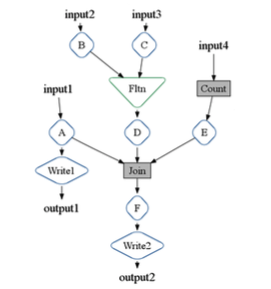 input2 input3
input4
B C
input1 Fltn Count
A D E
Write1 Join
output1 F
Write2
output2